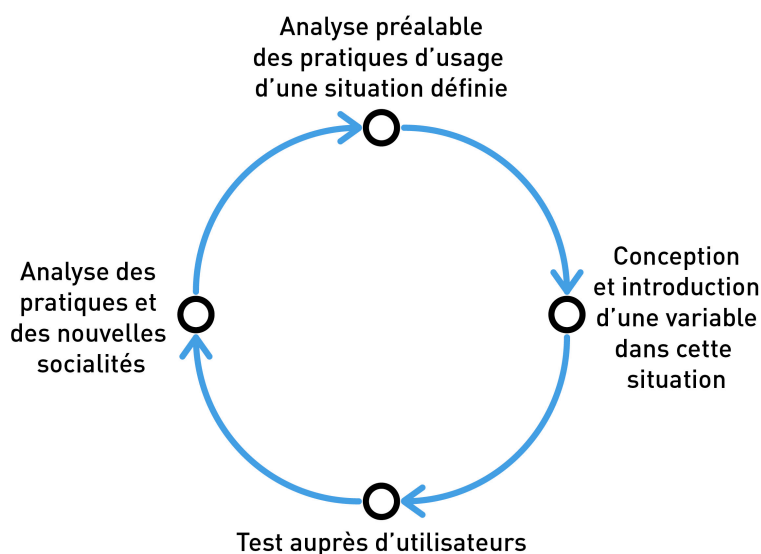 Analyse préalable
des pratiques d’usage
d’une situation définie
Conception
et introduction
d’une variable
dans cette
situation
Test auprès d’utilisateurs
Analyse des
pratiques et
des nouvelles
socialités